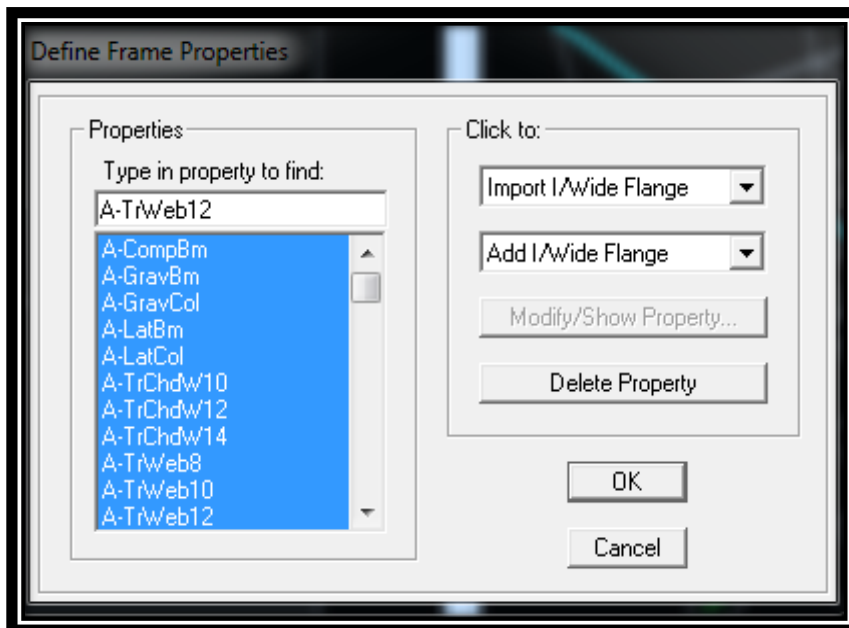 Define Frame Properties
Properties
Type in property to find:
A-TrWeb12
A-CompBm
A-GravBm
A-GravCol
A-LatBm
A-LatCol
A-TrChdW10
A-TrChdW12
A-TrChdW14
A-TrWeb8
A-TrWeb10
A-TrWeb12
Click to:
Import I/Wide Flange
Add I/Wide Flange
Modify/Show Property...
Delete Property
OK
Cancel